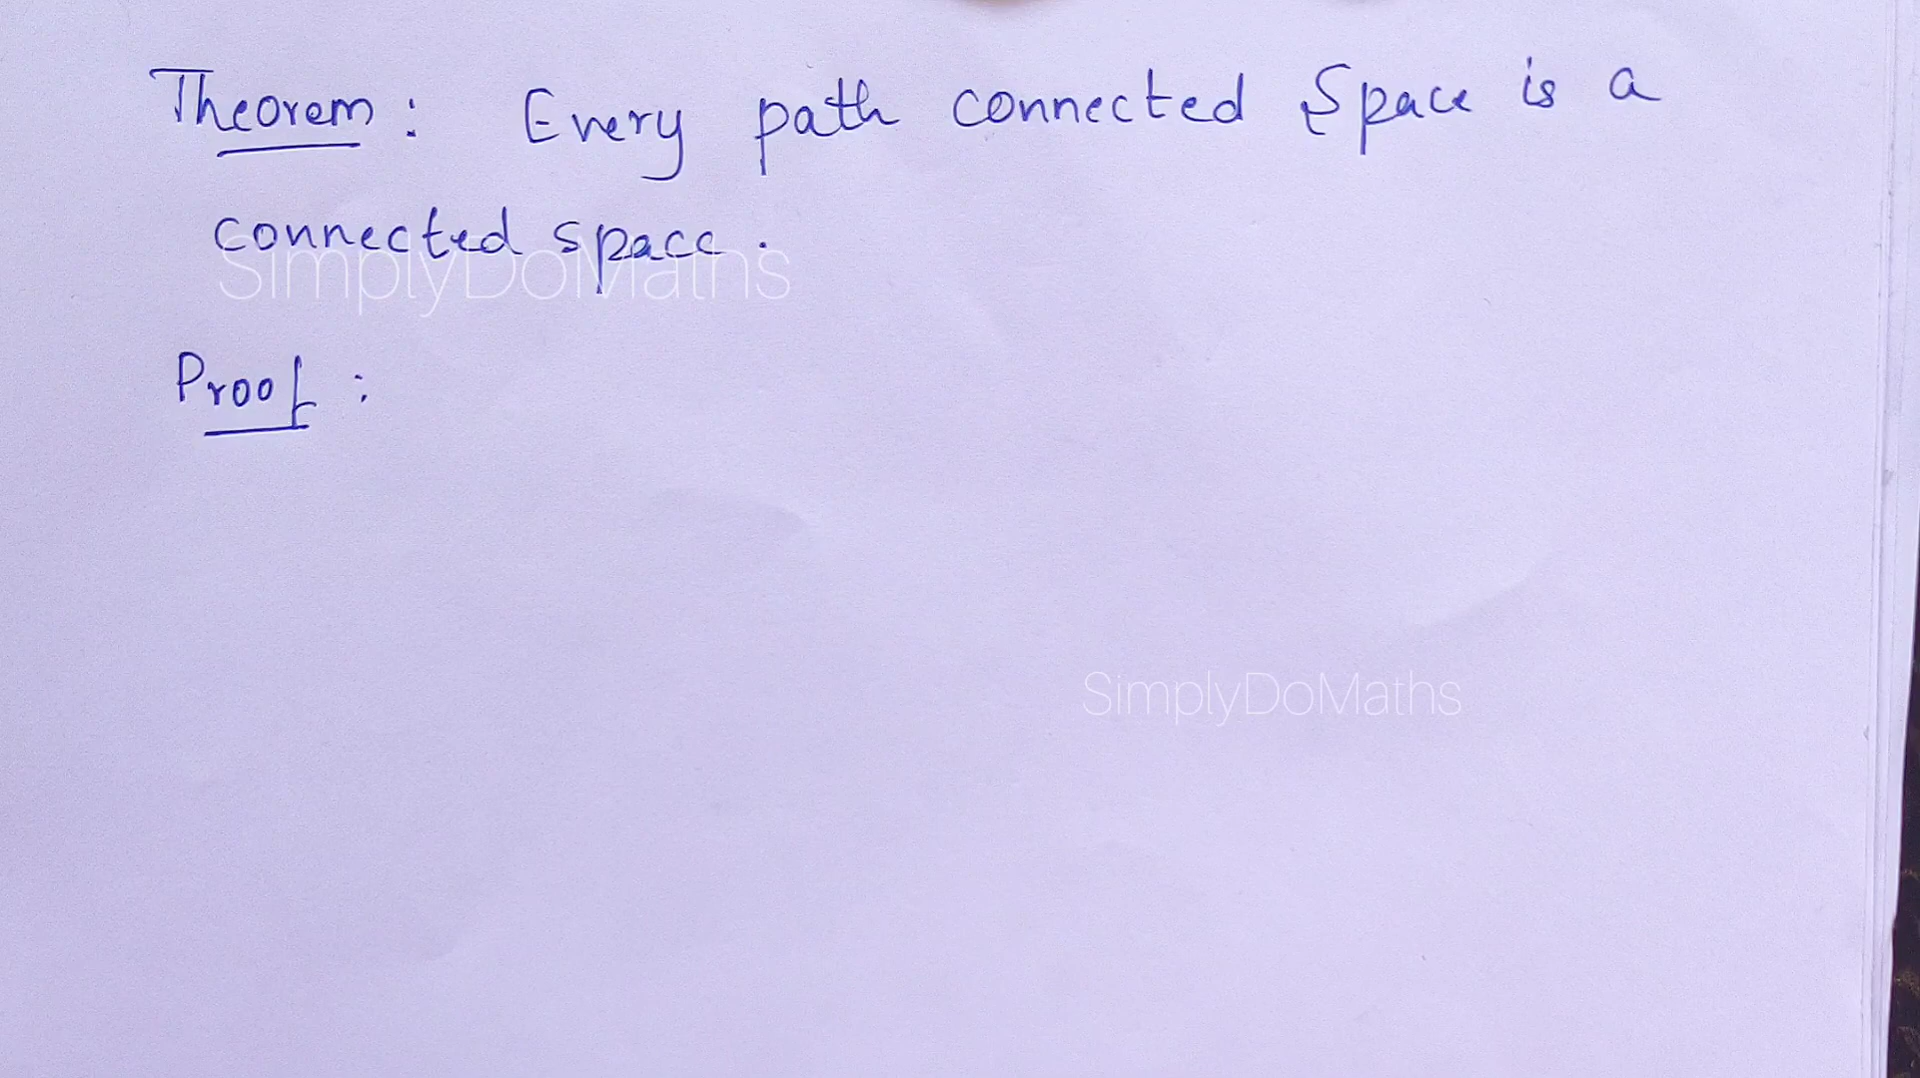 Theorem : Every path connected Space is a
connected space .
SimplyDoMaths
Proof :
SimplyDoMaths